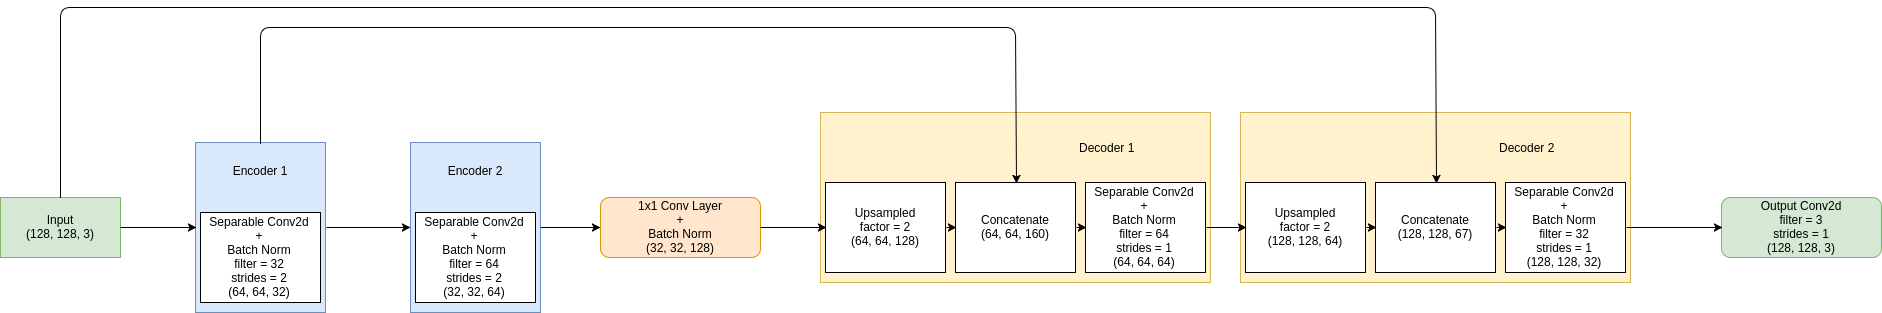 Input
(128, 128, 3)
Encoder 1
Separable Conv2d
+
Batch Norm
filter = 32
strides = 2
(64, 64, 32)
Encoder 2
Separable Conv2d
+
Batch Norm
filter = 64
strides = 2
(32, 32, 64)
1x1 Conv Layer
+
Batch Norm
(32, 32, 128)
Decoder 1
Upsampled
factor = 2
(64, 64, 128)
Concatenate
(64, 64, 160)
Separable Conv2d
+
Batch Norm
filter = 64
strides = 1
(64, 64, 64)
Decoder 2
Upsampled
factor = 2
(128, 128, 64)
Concatenate
(128, 128, 67)
Separable Conv2d
+
Batch Norm
filter = 32
strides = 1
(128, 128, 32)
Output Conv2d
filter = 3
strides = 1
(128, 128, 3)